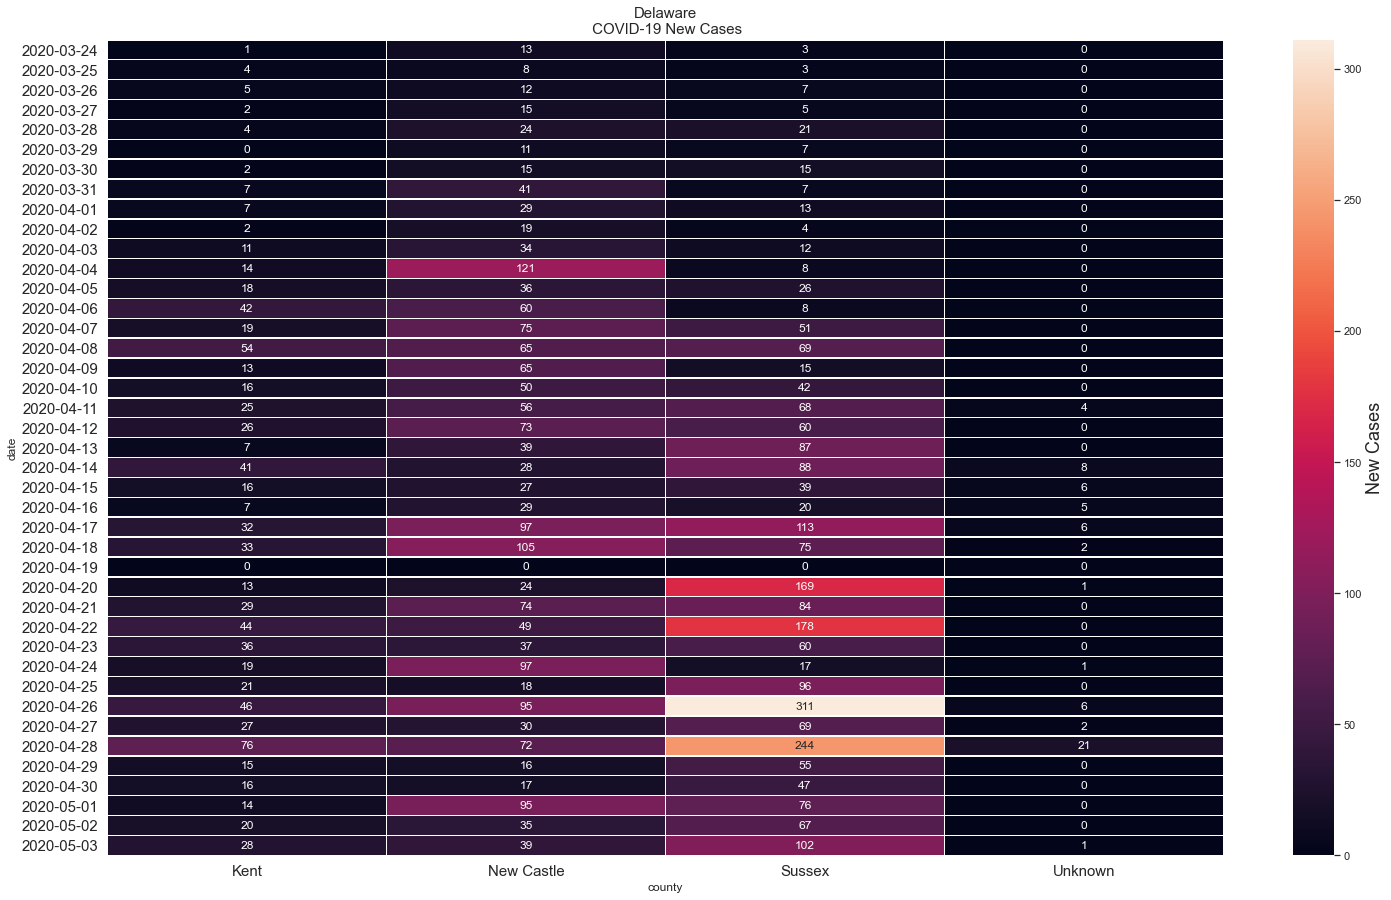 Delaware
COVID-19 New Cases
2020-03-24 1 13 3 0
2020-03-25 4 8 3 0
2020-03-26 5 12 7 0
2020-03-27 2 15 5 0
2020-03-28 4 24 21 0
2020-03-29 0 11 7 0
2020-03-30 2 15 15 0
2020-03-31 7 41 7 0
2020-04-01 7 29 13 0
2020-04-02 2 19 4 0
2020-04-03 11 34 12 0
2020-04-04 14 121 8 0
2020-04-05 18 36 26 0
2020-04-06 42 60 8 0
2020-04-07 19 75 51 0
2020-04-08 54 65 69 0
2020-04-09 13 65 15 0
2020-04-10 16 50 42 0
2020-04-11 25 56 68 4
2020-04-12 26 73 60 0
2020-04-13 7 39 87 0
2020-04-14 41 28 88 8
2020-04-15 16 27 39 6
2020-04-16 7 29 20 5
2020-04-17 32 97 113 6
2020-04-18 33 105 75 2
2020-04-19 0 0 0 0
2020-04-20 13 24 169 1
2020-04-21 29 74 84 0
2020-04-22 44 49 178 0
2020-04-23 36 37 60 0
2020-04-24 19 97 17 1
2020-04-25 21 18 96 0
2020-04-26 46 95 311 6
2020-04-27 27 30 69 2
2020-04-28 76 72 244 21
2020-04-29 15 16 55 0
2020-04-30 16 17 47 0
2020-05-01 14 95 76 0
2020-05-02 20 35 67 0
2020-05-03 28 39 102 1
Kent New Castle Sussex Unknown
county
date
300
250
200
150
100
50
0
New Cases